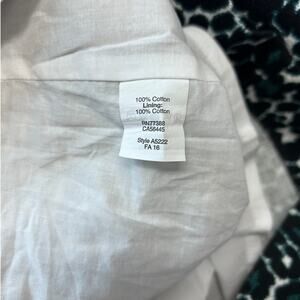 100% Cotton
Lining:
100% Cotton
RN77388
CA56445
Style A5222
FA 16